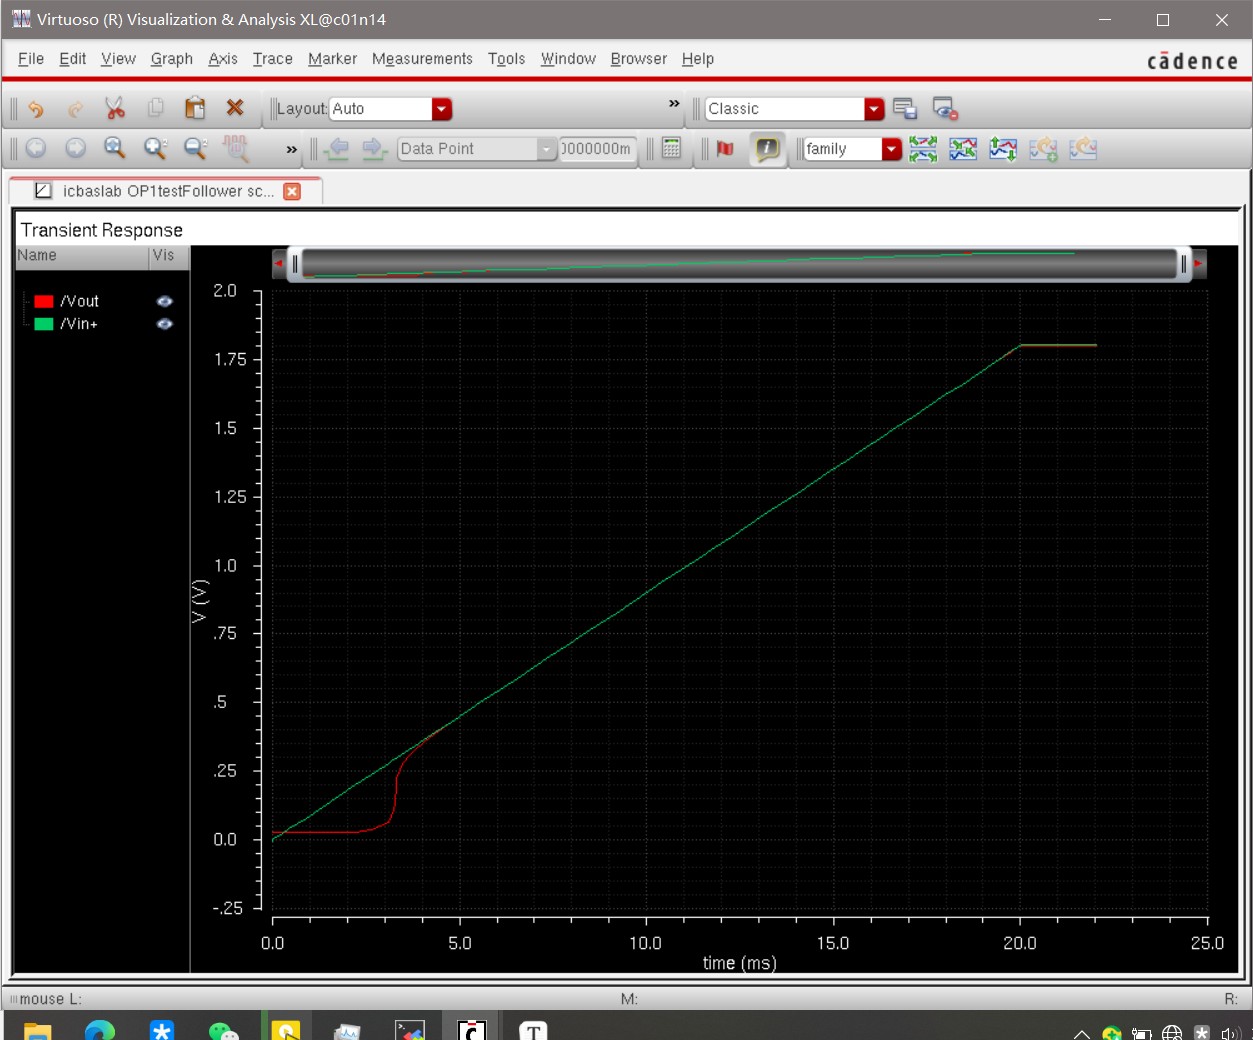 Virtuoso (R) Visualization & Analysis XL@c01n14
File Edit View Graph Axis Trace Marker Measurements Tools Window Browser Help
cādence
Layout: Auto » Classic
» Data Point 0000000m family
icbaslab OP1testFollower sc...
Transient Response
Name Vis
/Vout
/Vin+
2.0
1.75
1.5
1.25
1.0
.75
.5
.25
0.0
-.25
V (V)
0.0 5.0 10.0 15.0 20.0 25.0
time (ms)
mouse L: M: R: